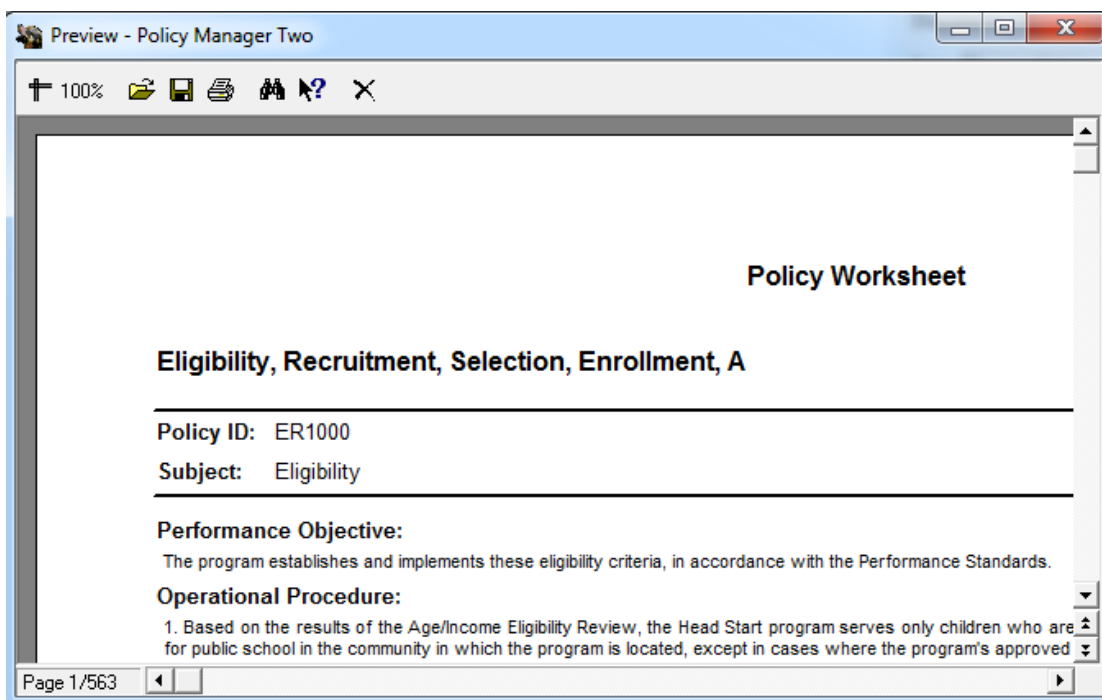 Preview - Policy Manager Two
100%
Policy Worksheet
Eligibility, Recruitment, Selection, Enrollment, A
Policy ID: ER1000
Subject: Eligibility
Performance Objective:
The program establishes and implements these eligibility criteria, in accordance with the Performance Standards.
Operational Procedure:
1. Based on the results of the Age/Income Eligibility Review, the Head Start program serves only children who are
for public school in the community in which the program is located, except in cases where the program's approved
Page 1/563